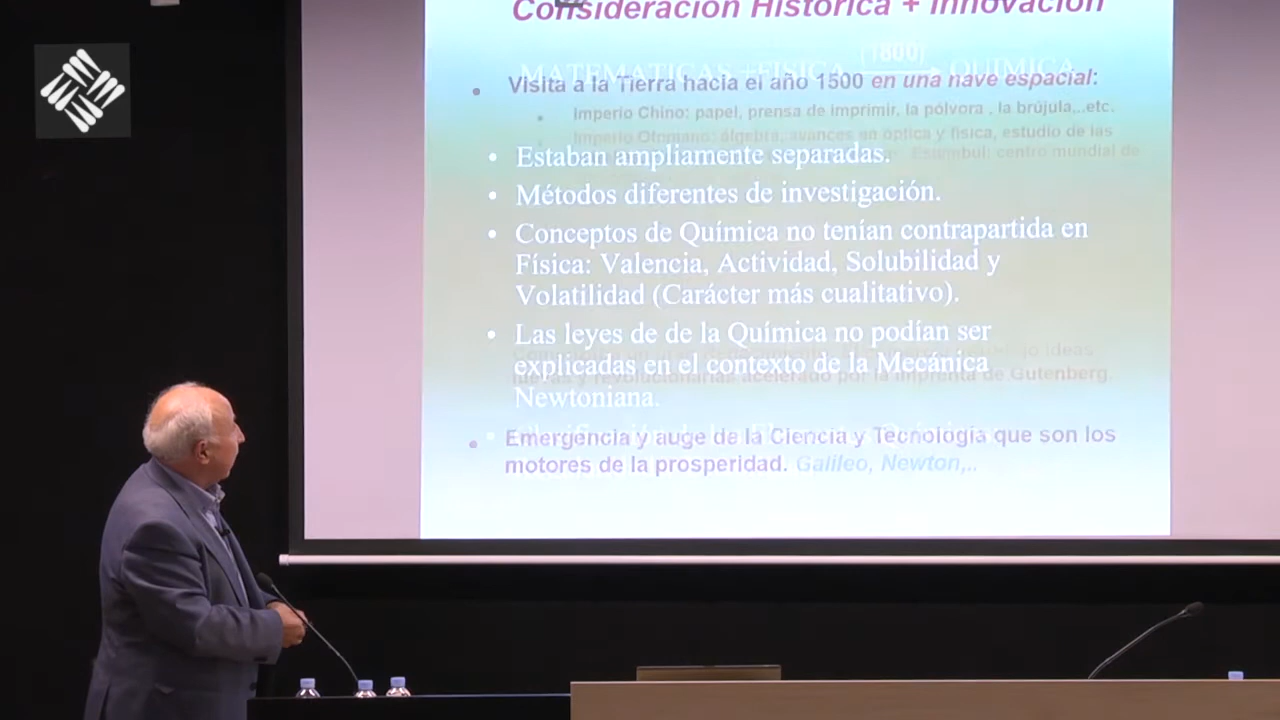 Consideración Histórica + Innovación
MATEMATICAS + FISICA (1800) QUIMICA
Visita a la Tierra hacia el año 1500 en una nave espacial:
Imperio Chino: papel, prensa de imprimir, la pólvora , la brújula,..etc.
Imperio Otomano: álgebra, avances en óptica y física, estudio de las
Estambul: centro mundial de
• Estaban ampliamente separadas.
• Métodos diferentes de investigación.
• Conceptos de Química no tenían contrapartida en
Física: Valencia, Actividad, Solubilidad y
Volatilidad (Carácter más cualitativo).
• Las leyes de de la Química no podían ser
explicadas en el contexto de la Mecánica
nuevas y revolucionarias acelerado por la imprenta de Gutenberg.
Newtoniana.
Emergencia y auge de la Ciencia y Tecnología que son los
motores de la prosperidad. Galileo, Newton,..